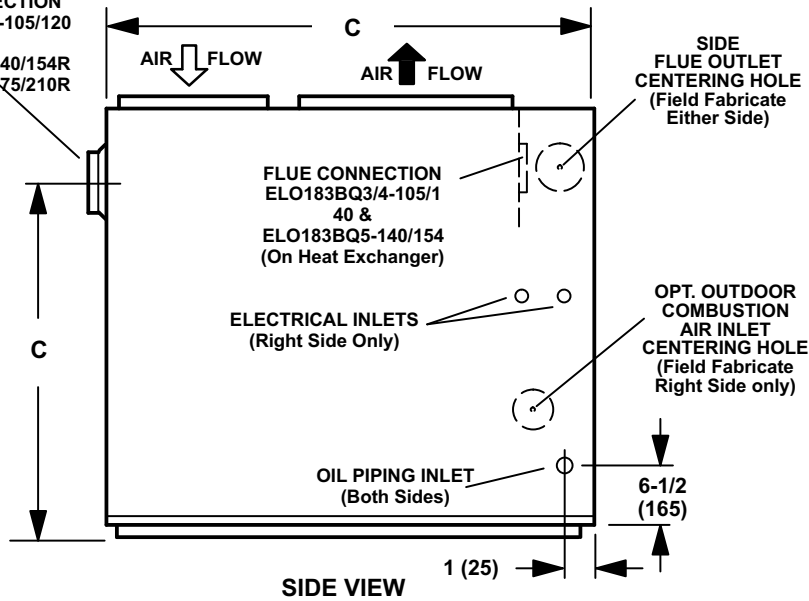 ECTION
-105/120
40/154R
75/210R
C
AIR FLOW
AIR FLOW
SIDE
FLUE OUTLET
CENTERING HOLE
(Field Fabricate
Either Side)
FLUE CONNECTION
ELO183BQ3/4-105/1
40 &
ELO183BQ5-140/154
(On Heat Exchanger)
ELECTRICAL INLETS
(Right Side Only)
OPT. OUTDOOR
COMBUSTION
AIR INLET
CENTERING HOLE
(Field Fabricate
Right Side only)
C
OIL PIPING INLET
(Both Sides)
6-1/2
(165)
1 (25)
SIDE VIEW